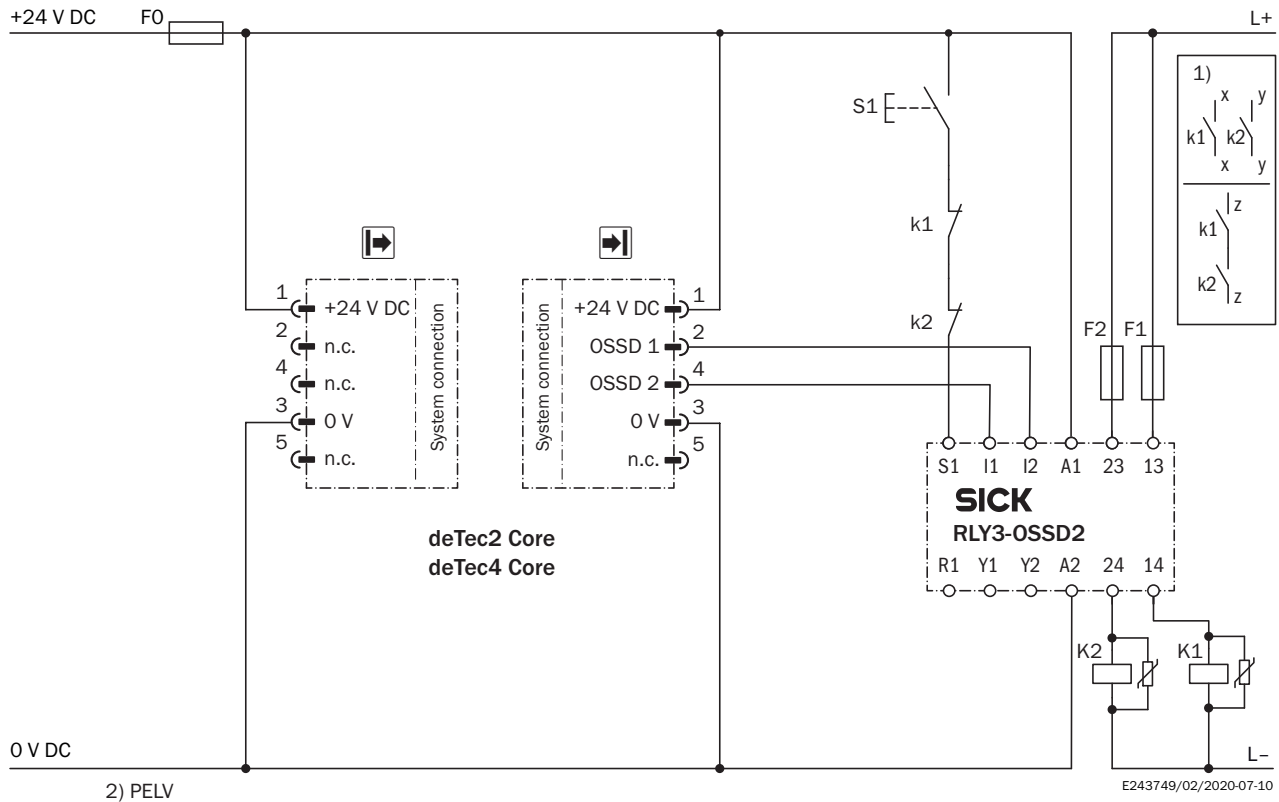 +24 V DC
F0
L+
1)
x
y
k1
k2
x
y
z
k1
k2
z
S1
k1
k2
1
+24 V DC
2
n.c.
4
n.c.
3
0 V
5
n.c.
System connection
System connection
+24 V DC
1
OSSD 1
2
OSSD 2
4
0 V
3
n.c.
5
F2
F1
S1 I1 I2 A1 23 13
SICK
RLY3-OSSD2
R1 Y1 Y2 A2 24 14
deTec2 Core
deTec4 Core
K2
K1
0 V DC
L–
2) PELV
E243749/02/2020-07-10